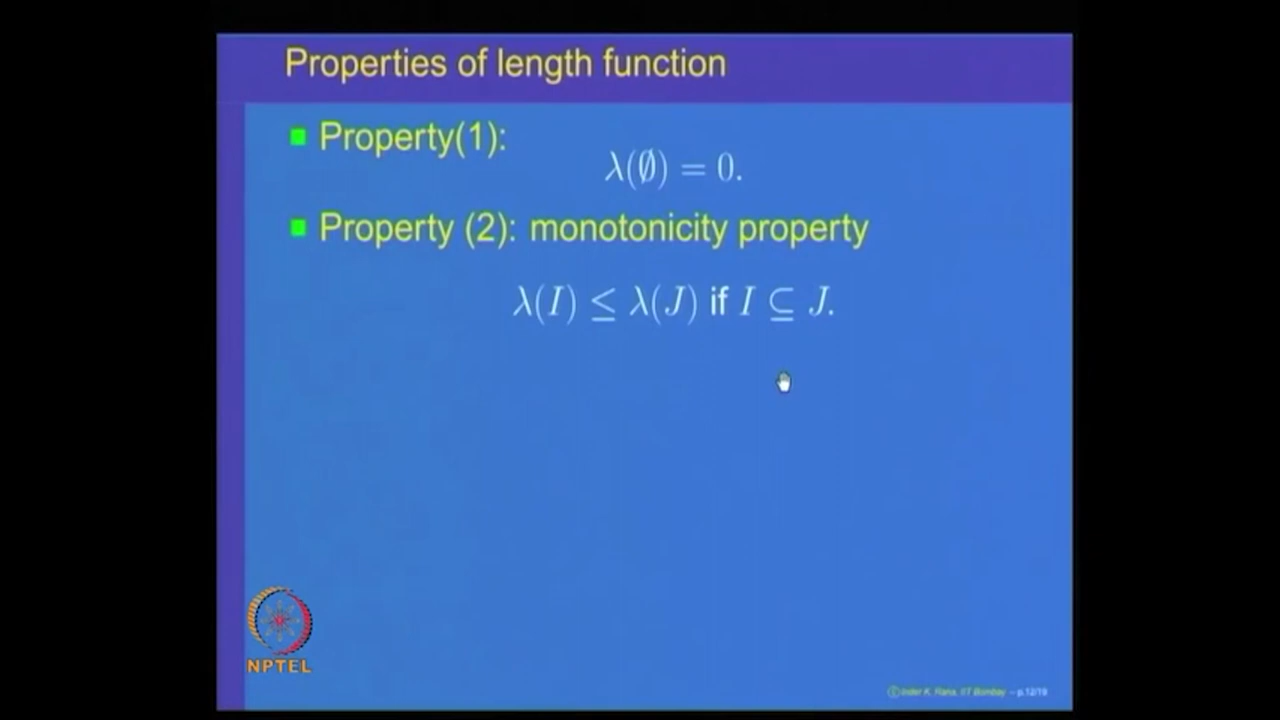 Properties of length function
Property(1):
λ(∅) = 0.
Property (2): monotonicity property
λ(I) ≤ λ(J) if I ⊆ J.
NPTEL
© Inder K. Rana, IIT Bombay – p.12/19